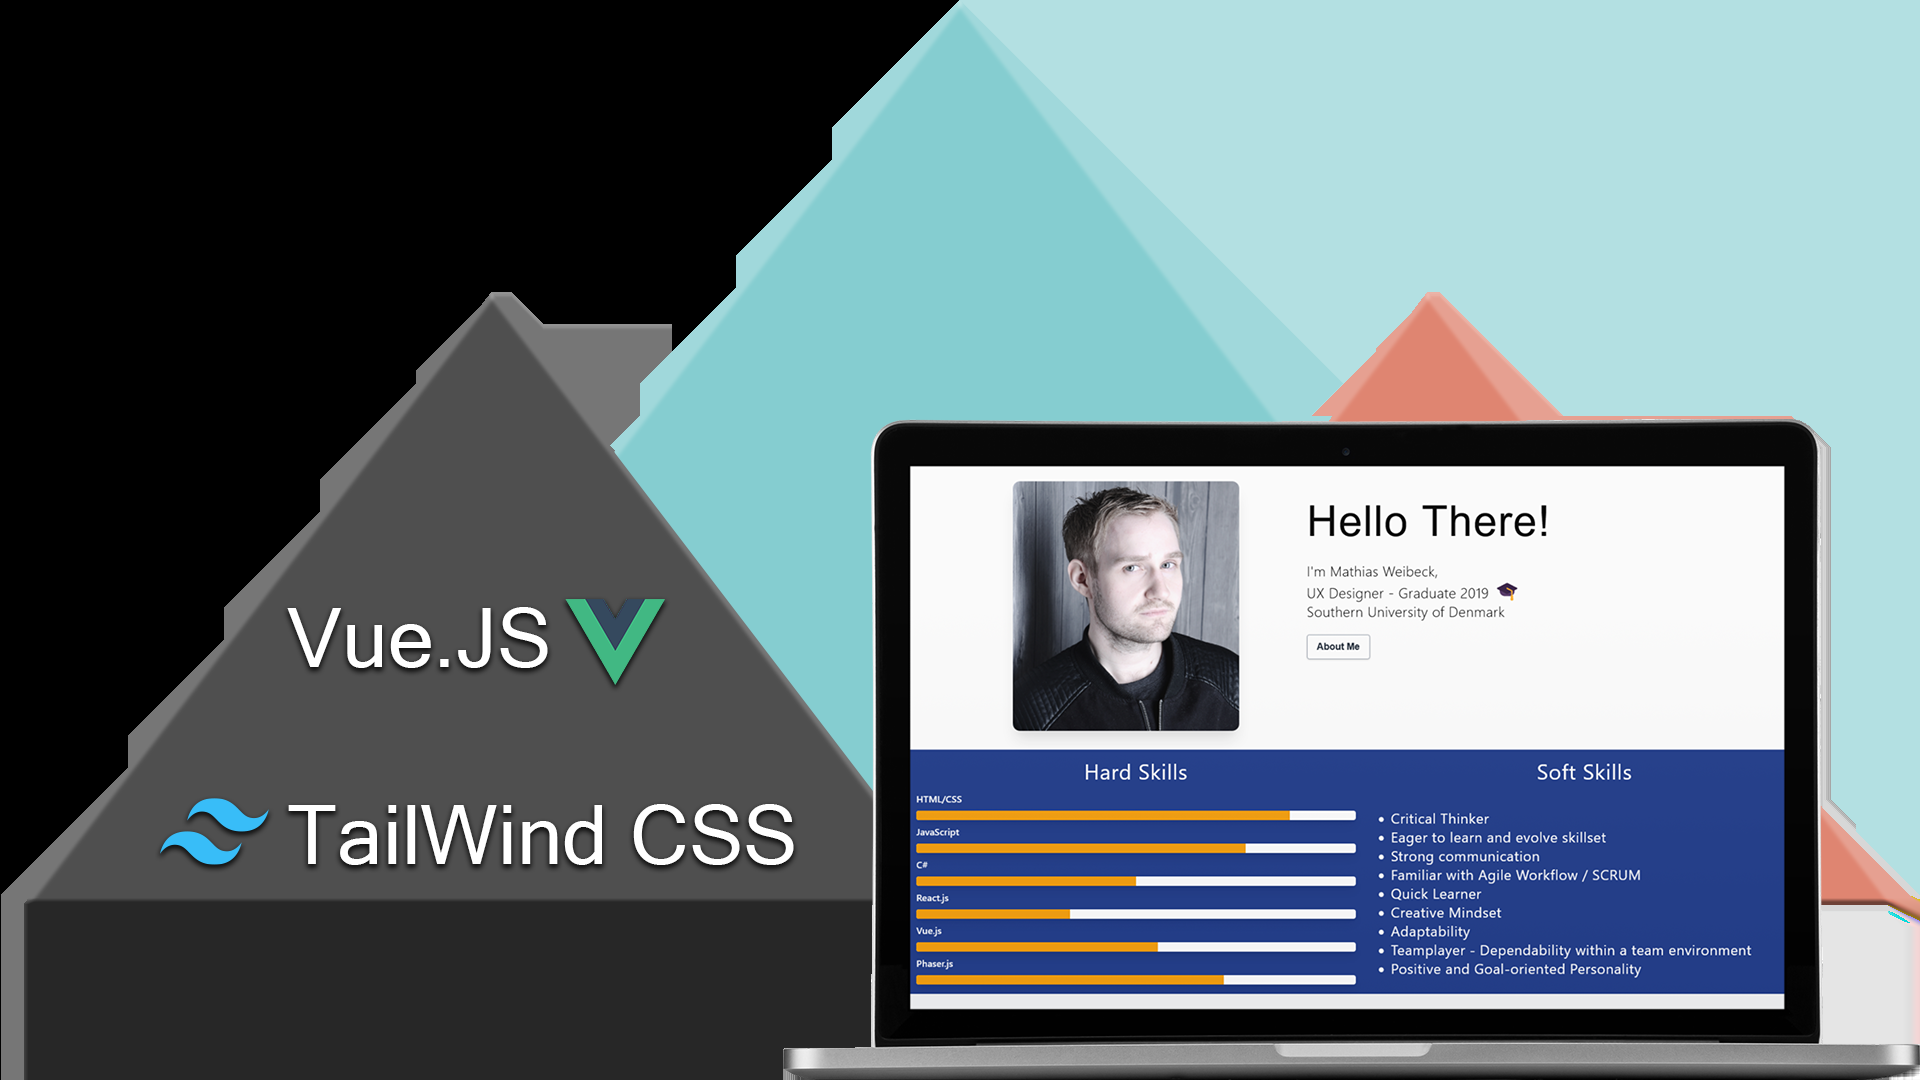 Vue.JS
TailWind CSS
Hello There!
I'm Mathias Weibeck,
UX Designer - Graduate 2019
Southern University of Denmark
About Me
Hard Skills
HTML/CSS
JavaScript
C#
React.js
Vue.js
Phaser.js
Soft Skills
• Critical Thinker
• Eager to learn and evolve skillset
• Strong communication
• Familiar with Agile Workflow / SCRUM
• Quick Learner
• Creative Mindset
• Adaptability
• Teamplayer - Dependability within a team environment
• Positive and Goal-oriented Personality